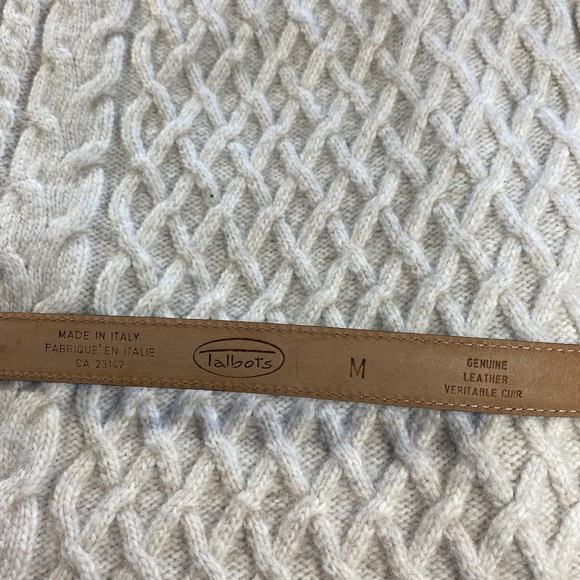 MADE IN ITALY
FABRIQUE EN ITALIE
CA 23147
Talbots
M
GENUINE
LEATHER
VERITABLE CUIR